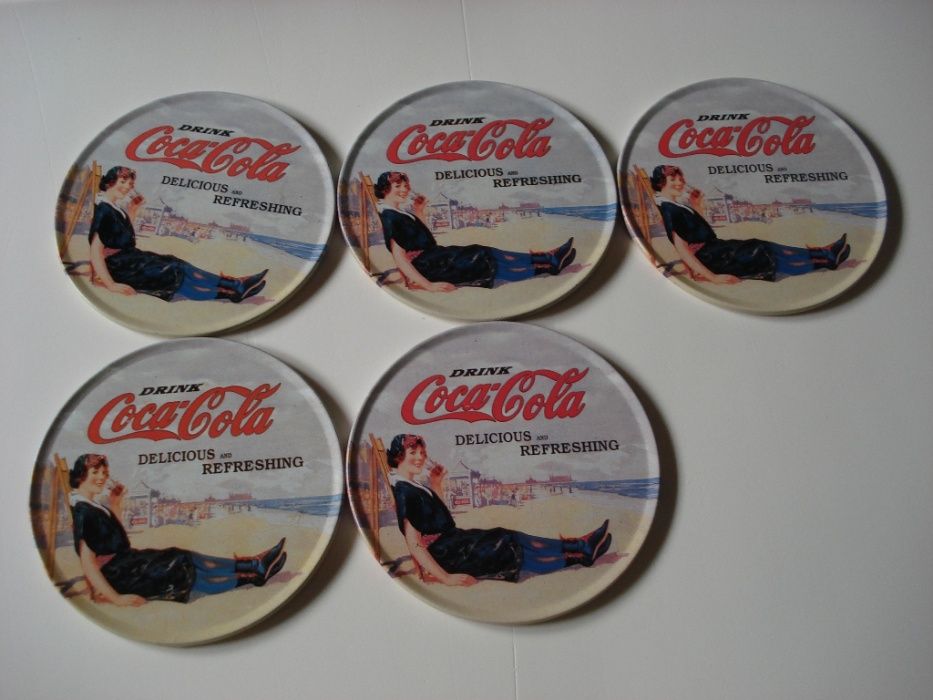 DRINK
Coca-Cola
DELICIOUS AND
REFRESHING
DRINK
Coca-Cola
DELICIOUS AND
REFRESHING
DRINK
Coca-Cola
DELICIOUS AND
REFRESHING
DRINK
Coca-Cola
DELICIOUS AND
REFRESHING
DRINK
Coca-Cola
DELICIOUS AND
REFRESHING